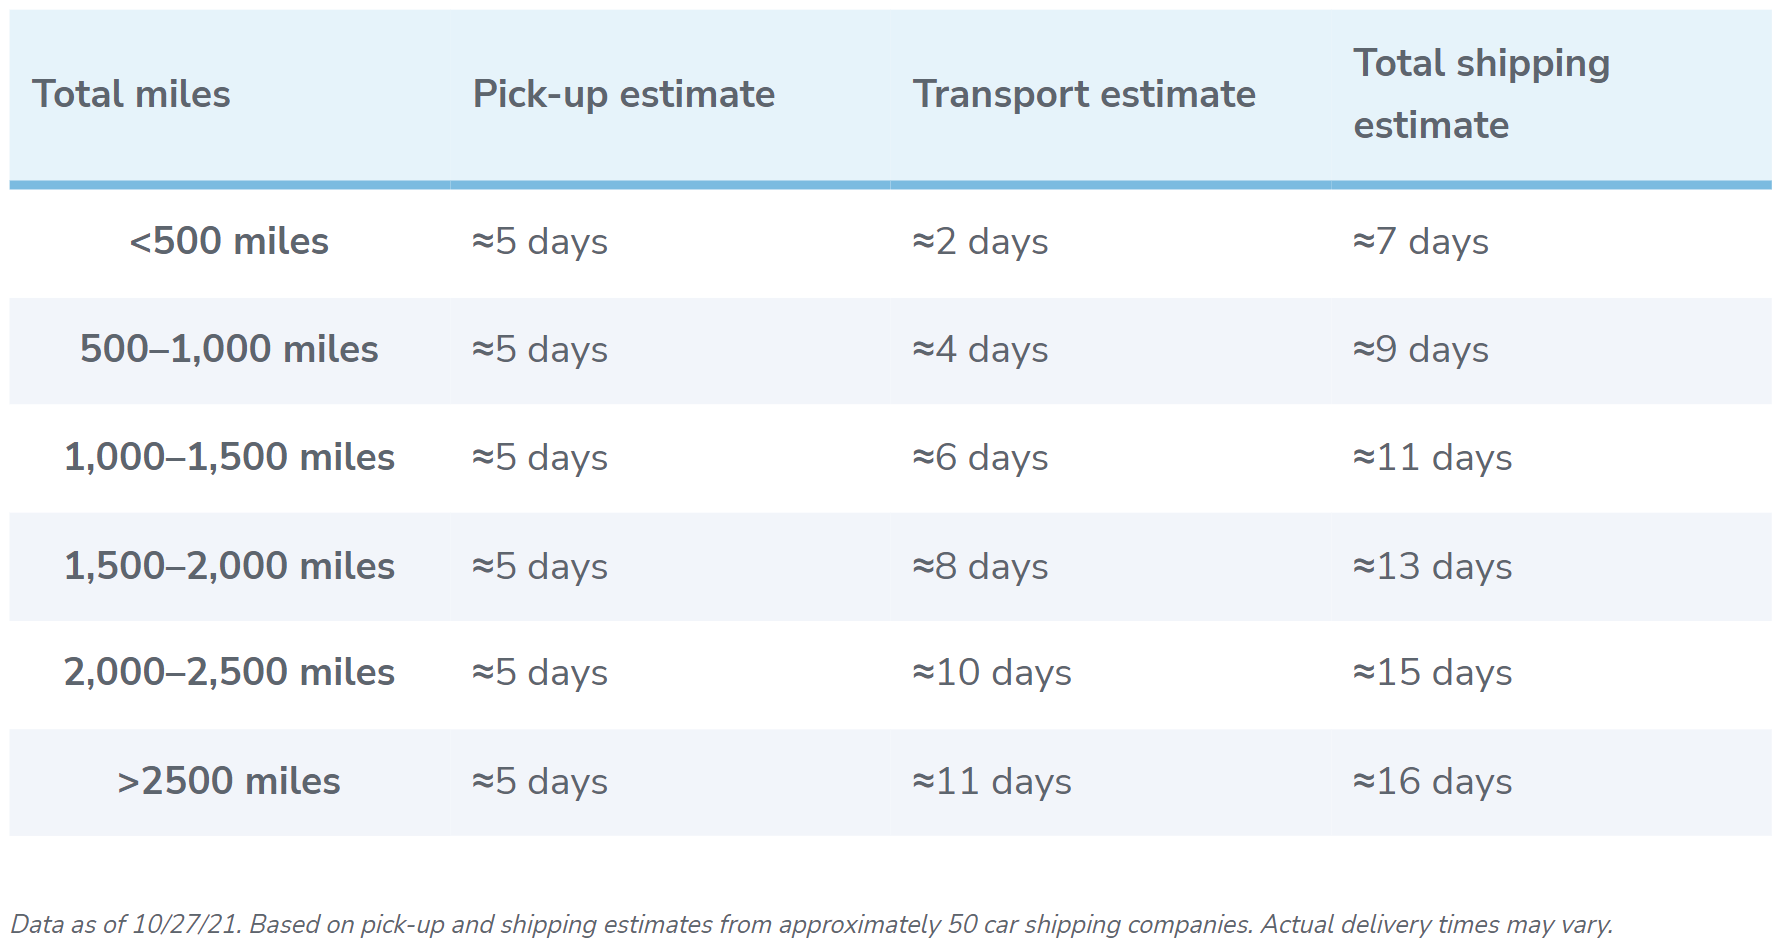 Total miles Pick-up estimate Transport estimate Total shipping
estimate
<500 miles ≈5 days ≈2 days ≈7 days
500–1,000 miles ≈5 days ≈4 days ≈9 days
1,000–1,500 miles ≈5 days ≈6 days ≈11 days
1,500–2,000 miles ≈5 days ≈8 days ≈13 days
2,000–2,500 miles ≈5 days ≈10 days ≈15 days
>2500 miles ≈5 days ≈11 days ≈16 days
Data as of 10/27/21. Based on pick-up and shipping estimates from approximately 50 car shipping companies. Actual delivery times may vary.